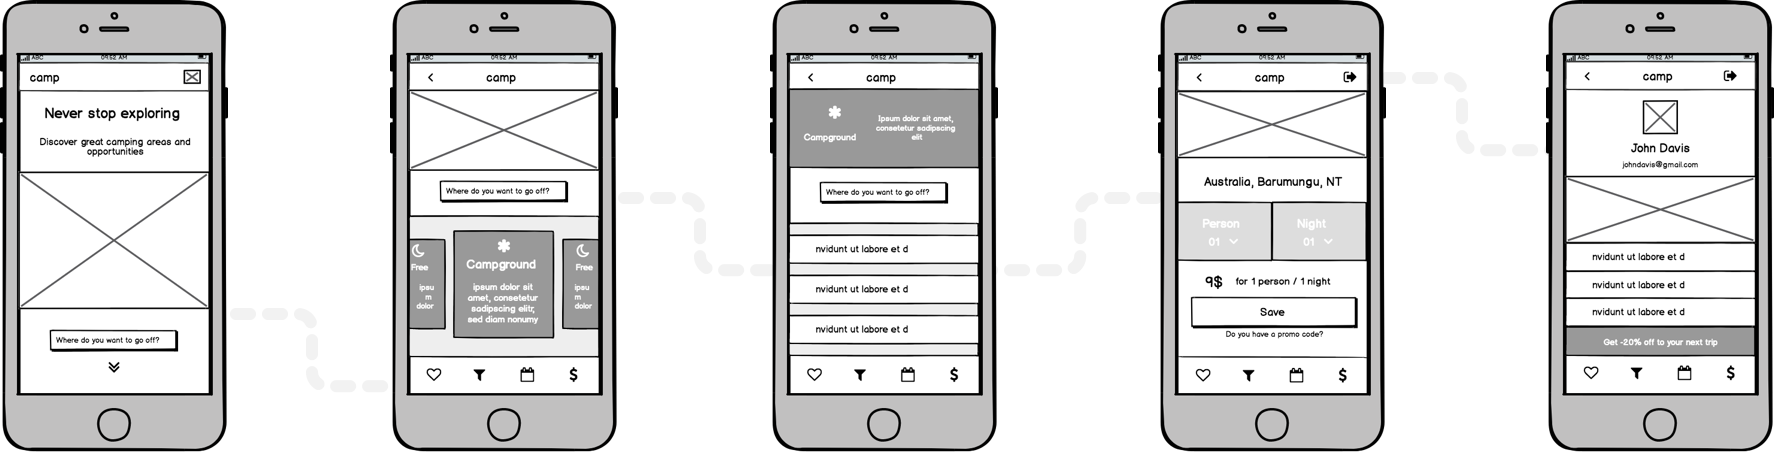 ABC 09:52 AM
camp
Never stop exploring
Discover great camping areas and
opportunities
Where do you want to go off?
ABC 09:52 AM
camp
Where do you want to go off?
Free
ipsu
m
dolor
Campground
ipsum dolor sit
amet, consetetur
sadipscing elitr,
sed diam nonumy
Free
ipsu
m
dolor
$
ABC 09:52 AM
camp
Campground
Ipsum dolor sit amet,
consetetur sadipscing
elit
Where do you want to go off?
nvidunt ut labore et d
nvidunt ut labore et d
nvidunt ut labore et d
$
ABC 09:52 AM
camp
Australia, Barumungu, NT
Person
01
Night
01
9$ for 1 person / 1 night
Save
Do you have a promo code?
$
ABC 09:52 AM
camp
John Davis
johndavis@gmail.com
nvidunt ut labore et d
nvidunt ut labore et d
nvidunt ut labore et d
Get -20% off to your next trip
$